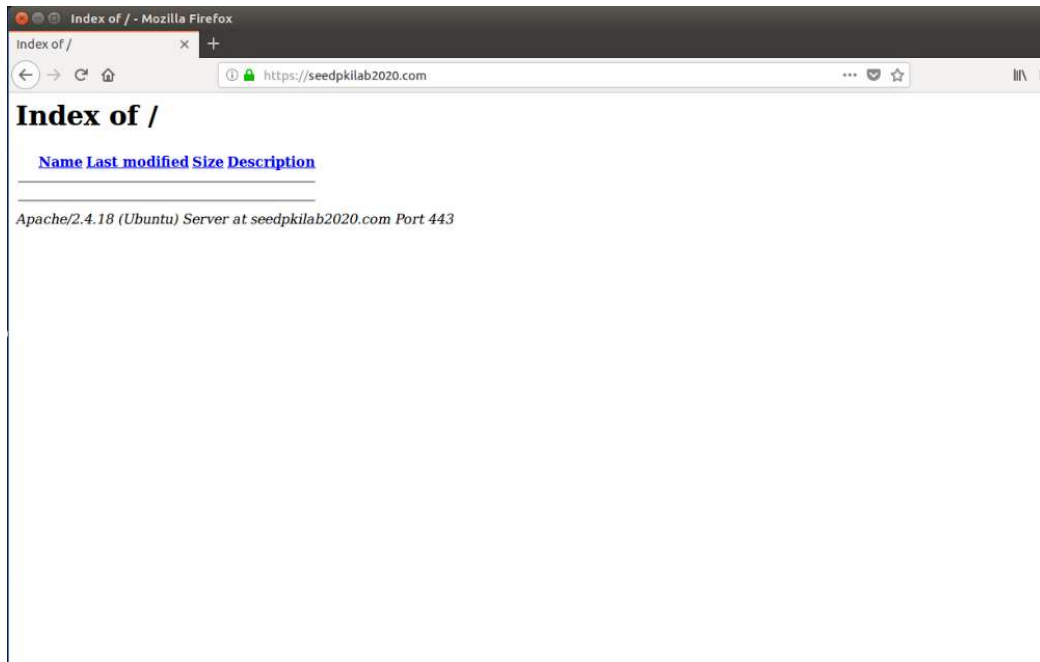 Index of / - Mozilla Firefox
Index of /
https://seedpkilab2020.com
Index of /
Name Last modified Size Description
Apache/2.4.18 (Ubuntu) Server at seedpkilab2020.com Port 443